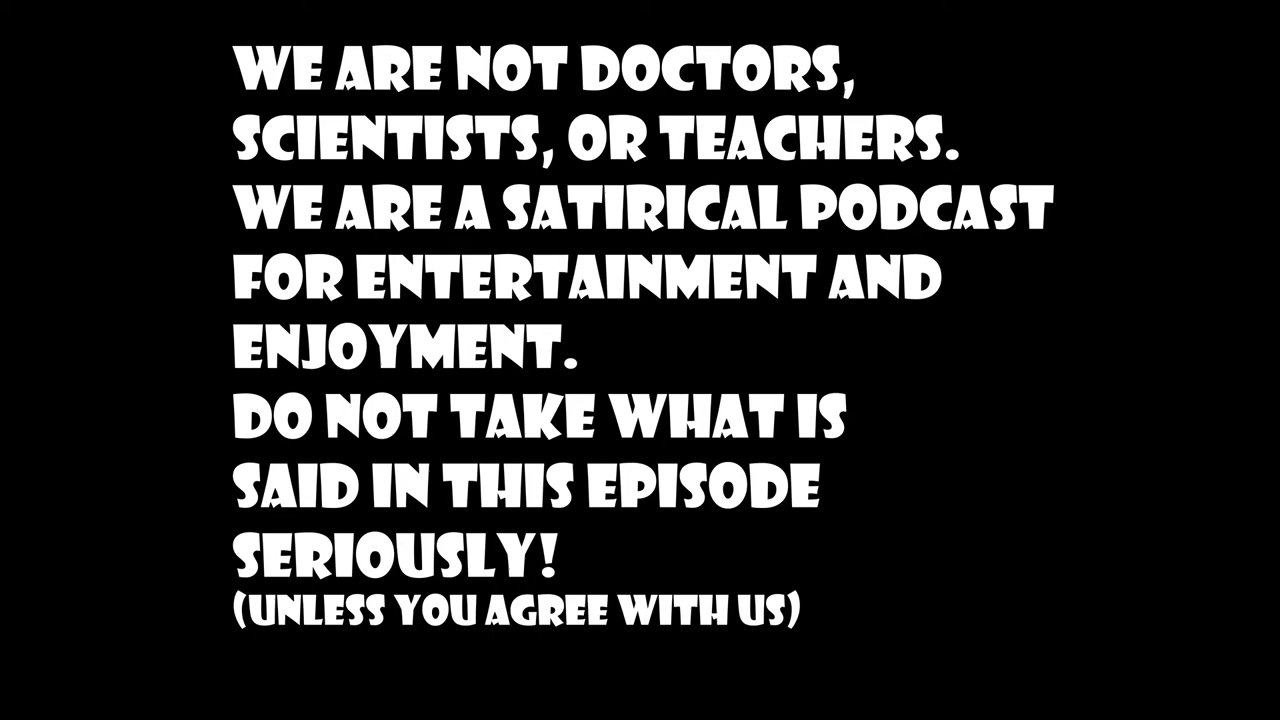 WE ARE NOT DOCTORS,
SCIENTISTS, OR TEACHERS.
WE ARE A SATIRICAL PODCAST
FOR ENTERTAINMENT AND
ENJOYMENT.
DO NOT TAKE WHAT IS
SAID IN THIS EPISODE
SERIOUSLY!
(UNLESS YOU AGREE WITH US)